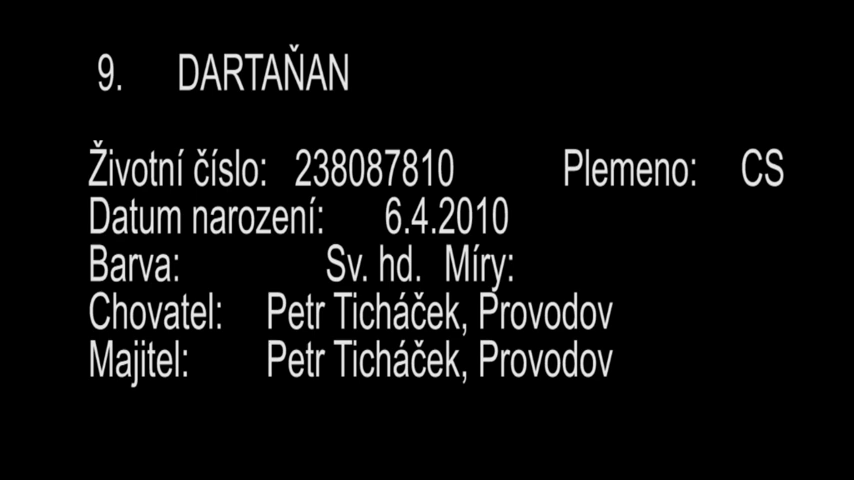 9. DARTAŇAN
Životní číslo: 238087810 Plemeno: CS
Datum narození: 6.4.2010
Barva: Sv. hd. Míry:
Chovatel: Petr Ticháček, Provodov
Majitel: Petr Ticháček, Provodov